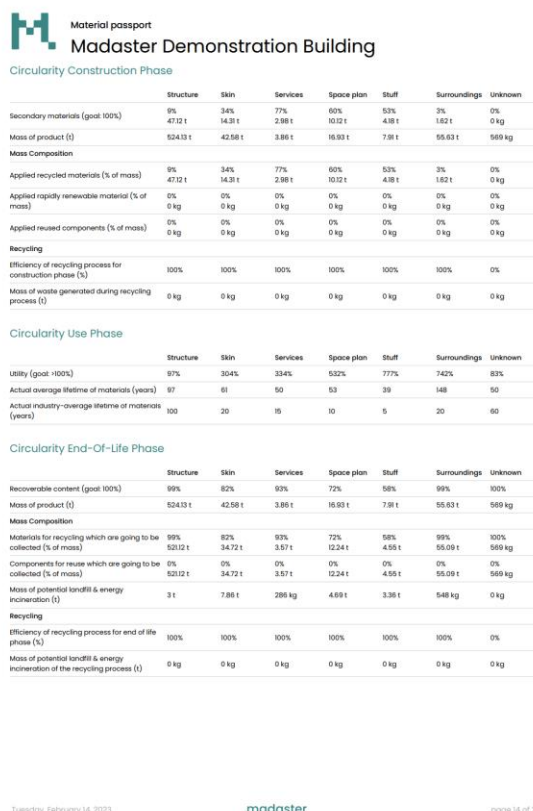 Material passport
Madaster Demonstration Building
Circularity Construction Phase
Structure Skin Services Space plan Stuff Surroundings Unknown
Secondary materials (goal: 100%) 9% 34% 77% 60% 53% 3% 0%
47.12 t 14.31 t 2.98 t 10.12 t 4.18 t 1.62 t 0 kg
Mass of product (t) 524.13 t 42.58 t 3.86 t 16.93 t 7.91 t 55.63 t 569 kg
Mass Composition
Applied recycled materials (% of mass) 9% 34% 77% 60% 53% 3% 0%
47.12 t 14.31 t 2.98 t 10.12 t 4.18 t 1.62 t 0 kg
Applied rapidly renewable material (% of 0% 0% 0% 0% 0% 0% 0%
mass) 0 kg 0 kg 0 kg 0 kg 0 kg 0 kg 0 kg
Applied reused components (% of mass) 0% 0% 0% 0% 0% 0% 0%
0 kg 0 kg 0 kg 0 kg 0 kg 0 kg 0 kg
Recycling
Efficiency of recycling process for
construction phase (%) 100% 100% 100% 100% 100% 100% 0%
Mass of waste generated during recycling
process (t) 0 kg 0 kg 0 kg 0 kg 0 kg 0 kg 0 kg
Circularity Use Phase
Structure Skin Services Space plan Stuff Surroundings Unknown
Utility (goal: >100%) 97% 304% 334% 532% 777% 742% 83%
Actual average lifetime of materials (years) 97 61 50 53 39 148 50
Actual industry-average lifetime of materials
(years) 100 20 15 10 5 20 60
Circularity End-Of-Life Phase
Structure Skin Services Space plan Stuff Surroundings Unknown
Recoverable content (goal: 100%) 99% 82% 93% 72% 58% 99% 100%
Mass of product (t) 524.13 t 42.58 t 3.86 t 16.93 t 7.91 t 55.63 t 569 kg
Mass Composition
Materials for recycling which are going to be 99% 82% 93% 72% 58% 99% 100%
collected (% of mass) 521.12 t 34.72 t 3.57 t 12.24 t 4.55 t 55.09 t 569 kg
Components for reuse which are going to be 0% 0% 0% 0% 0% 0% 0%
collected (% of mass) 521.12 t 34.72 t 3.57 t 12.24 t 4.55 t 55.09 t 569 kg
Mass of potential landfill & energy
incineration (t) 3 t 7.86 t 286 kg 4.69 t 3.36 t 548 kg 0 kg
Recycling
Efficiency of recycling process for end of life
phase (%) 100% 100% 100% 100% 100% 100% 0%
Mass of potential landfill & energy
incineration of the recycling process (t) 0 kg 0 kg 0 kg 0 kg 0 kg 0 kg 0 kg
Tuesday, February 14, 2023 madaster page 14 of